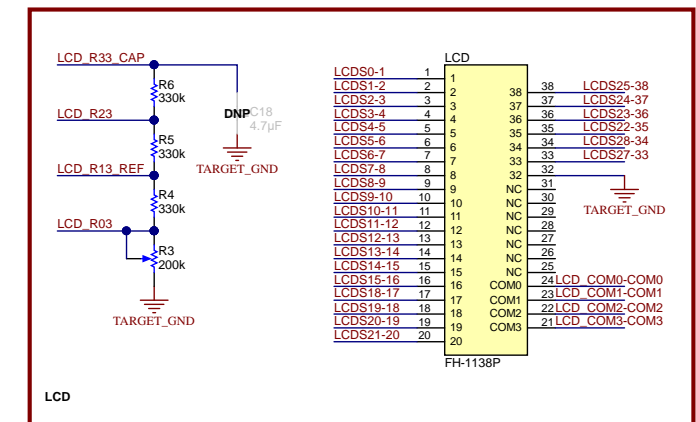 LCD_R33_CAP
R6
330k
DNP C18
4.7µF
LCD_R23
R5
330k
TARGET_GND
LCD_R13_REF
R4
330k
LCD_R03
R3
200k
TARGET_GND
LCD
LCD
LCDS0-1 1 1
LCDS1-2 2 2
LCDS2-3 3 3
LCDS3-4 4 4
LCDS4-5 5 5
LCDS5-6 6 6
LCDS6-7 7 7
LCDS7-8 8 8
LCDS8-9 9 9
LCDS9-10 10 10
LCDS10-11 11 11
LCDS11-12 12 12
LCDS12-13 13 13
LCDS13-14 14 14
LCDS14-15 15 15
LCDS15-16 16 16
LCDS18-17 17 17
LCDS19-18 18 18
LCDS20-19 19 19
LCDS21-20 20 20
38 38 LCDS25-38
37 37 LCDS24-37
36 36 LCDS23-36
35 35 LCDS22-35
34 34 LCDS28-34
33 33 LCDS27-33
32 32
NC 31
NC 30
NC 29
NC 28
NC 27
NC 26
NC 25
COM0 24 LCD_COM0-COM0
COM1 23 LCD_COM1-COM1
COM2 22 LCD_COM2-COM2
COM3 21 LCD_COM3-COM3
TARGET_GND
FH-1138P